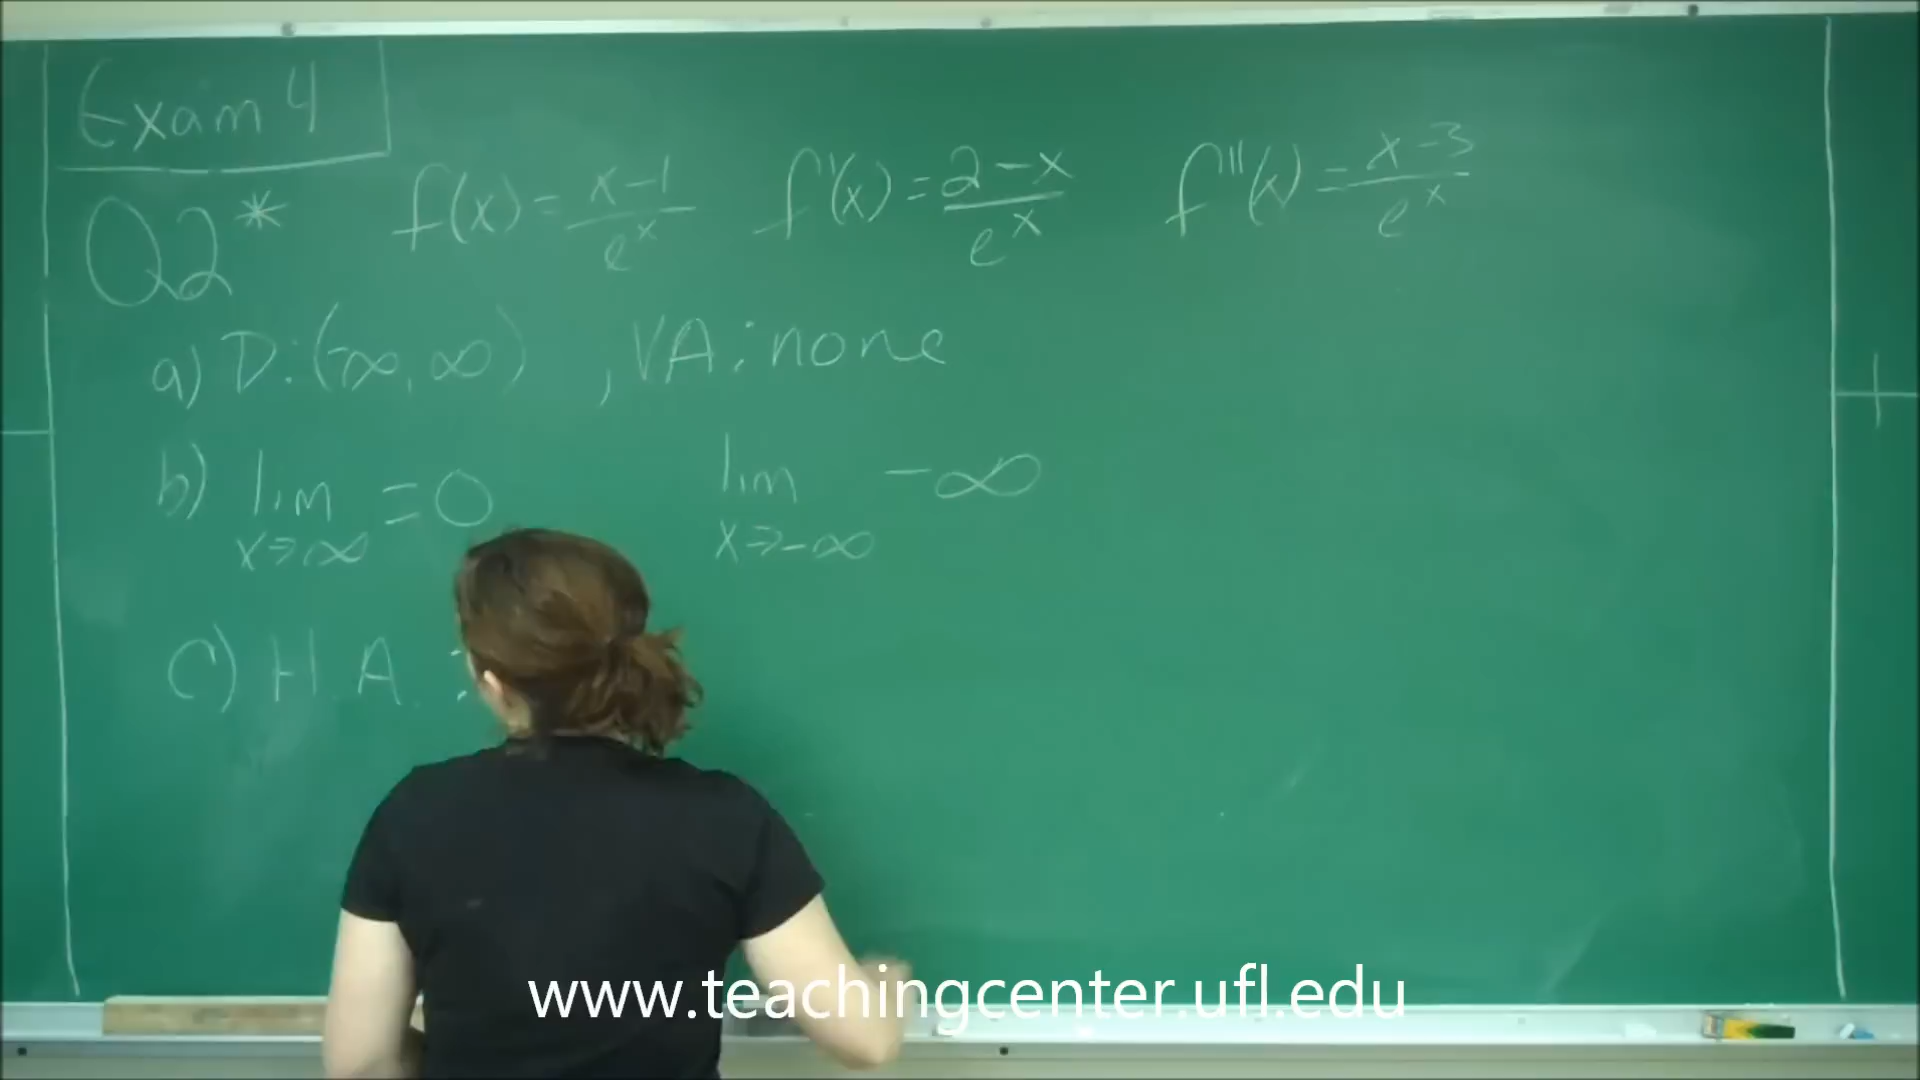 Exam 4
Q2* f(x) = x-1/e^x f'(x) = 2-x/e^x f'''(x) = x-3/e^x
a) D: (-∞, ∞) , VA: none
b) lim x→∞ = 0 lim x→-∞ -∞
c) H.A. :
www.teachingcenter.ufl.edu